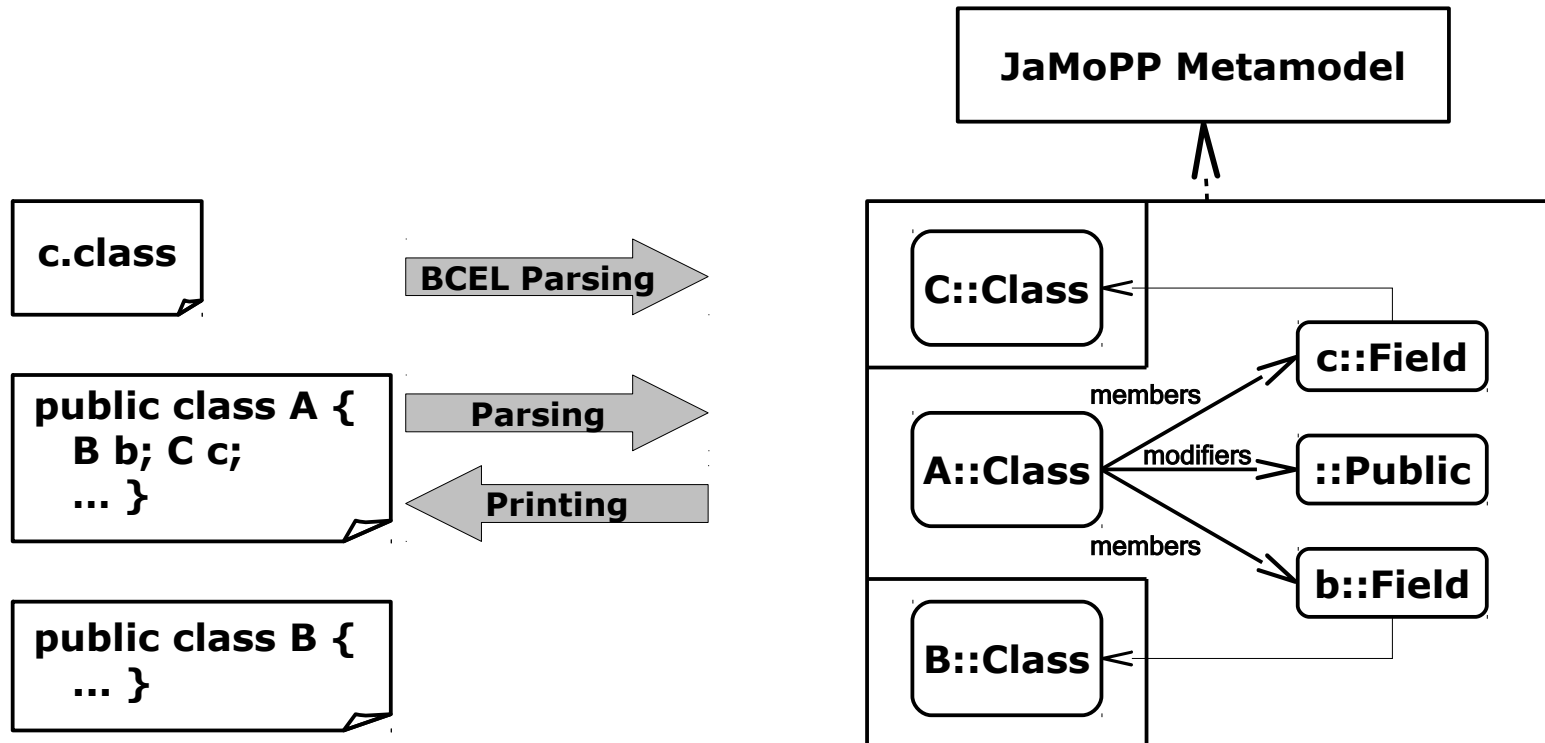 JaMoPP Metamodel
c.class
BCEL Parsing
public class A {
B b; C c;
... }
Parsing
Printing
public class B {
... }
C::Class
c::Field
members
A::Class
modifiers
::Public
members
b::Field
B::Class